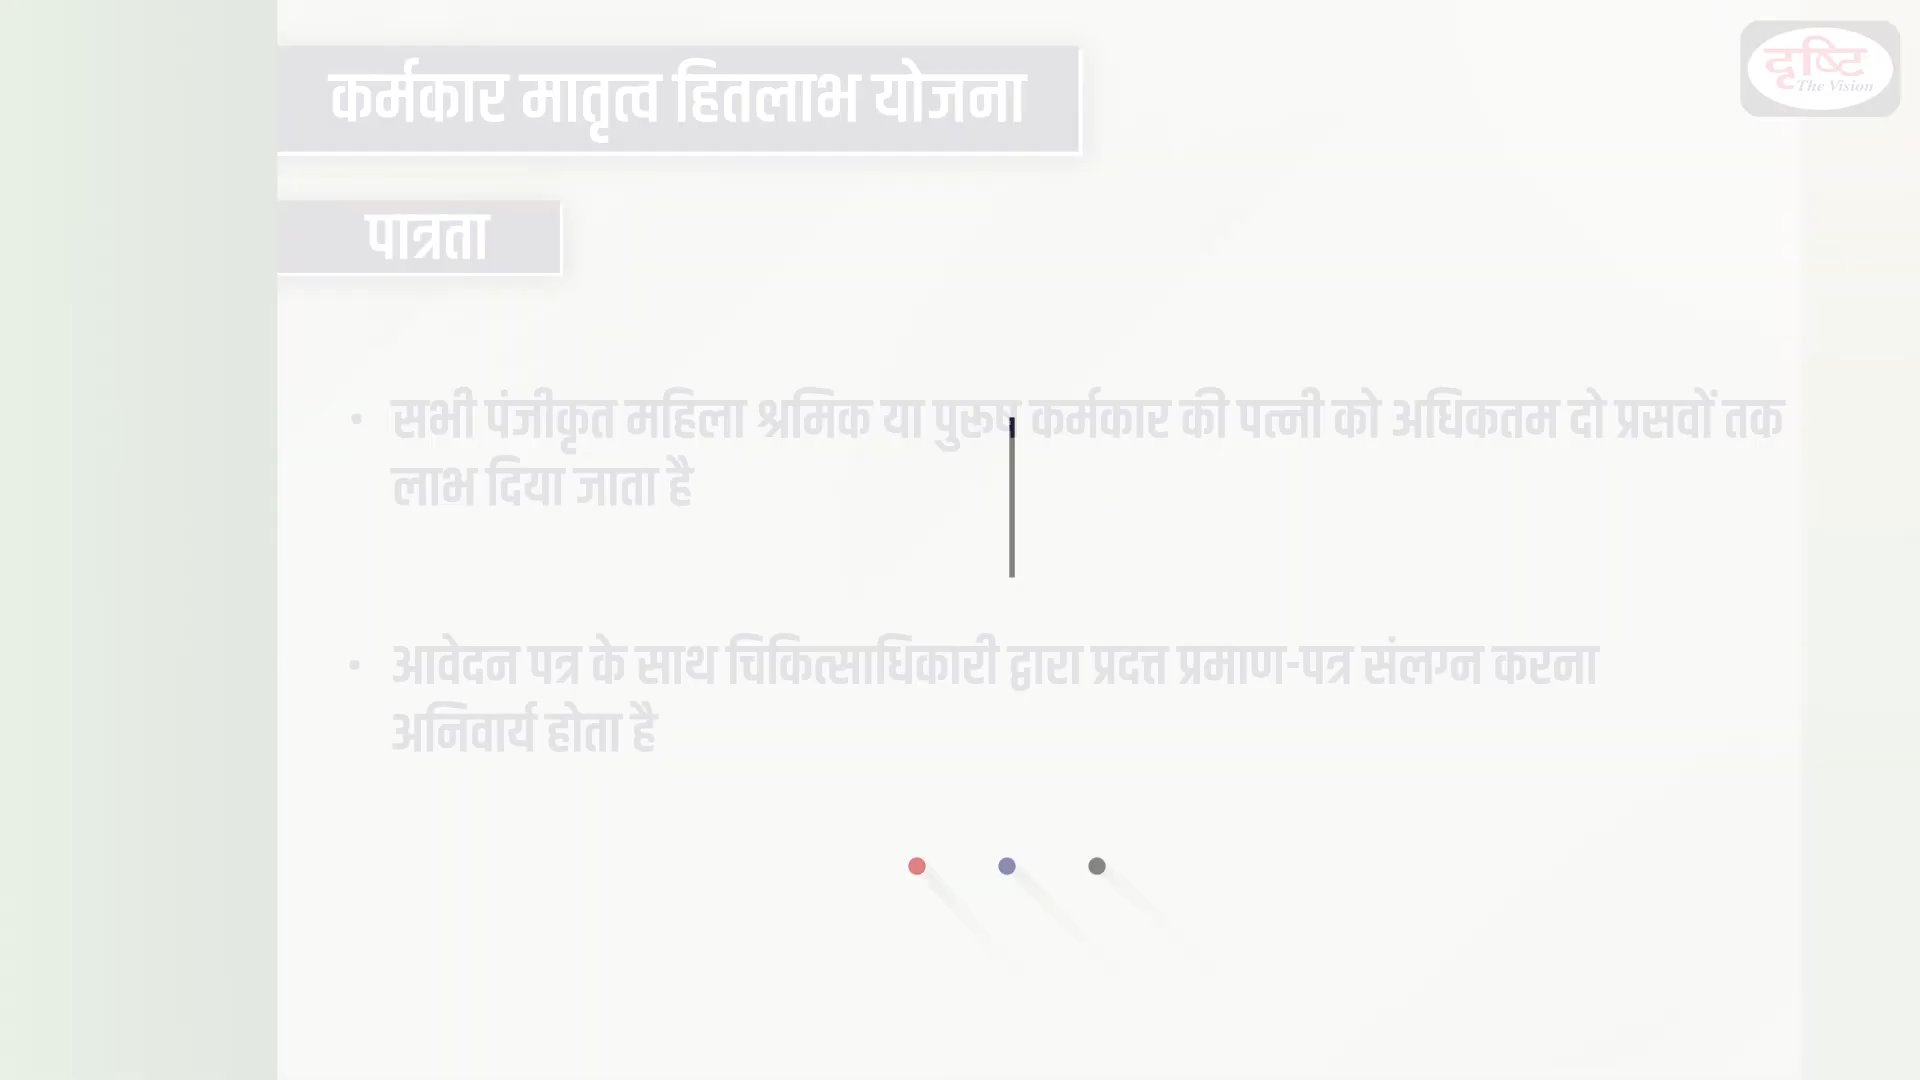 दृष्टि
The Vision
कर्मकार मातृत्व हितलाभ योजना
पात्रता
• सभी पंजीकृत महिला श्रमिक या पुरूष कर्मकार की पत्नी को अधिकतम दो प्रसवों तक
लाभ दिया जाता है
• आवेदन पत्र के साथ चिकित्साधिकारी द्वारा प्रदत्त प्रमाण-पत्र संलग्न करना
अनिवार्य होता है